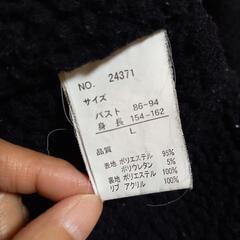 NO. 24371
サイズ
バスト 86-94
身長 154-162
L
品質
表地 ポリエステル 95%
ポリウレタン 5%
裏地 ポリエステル 100%
リブ アクリル 100%